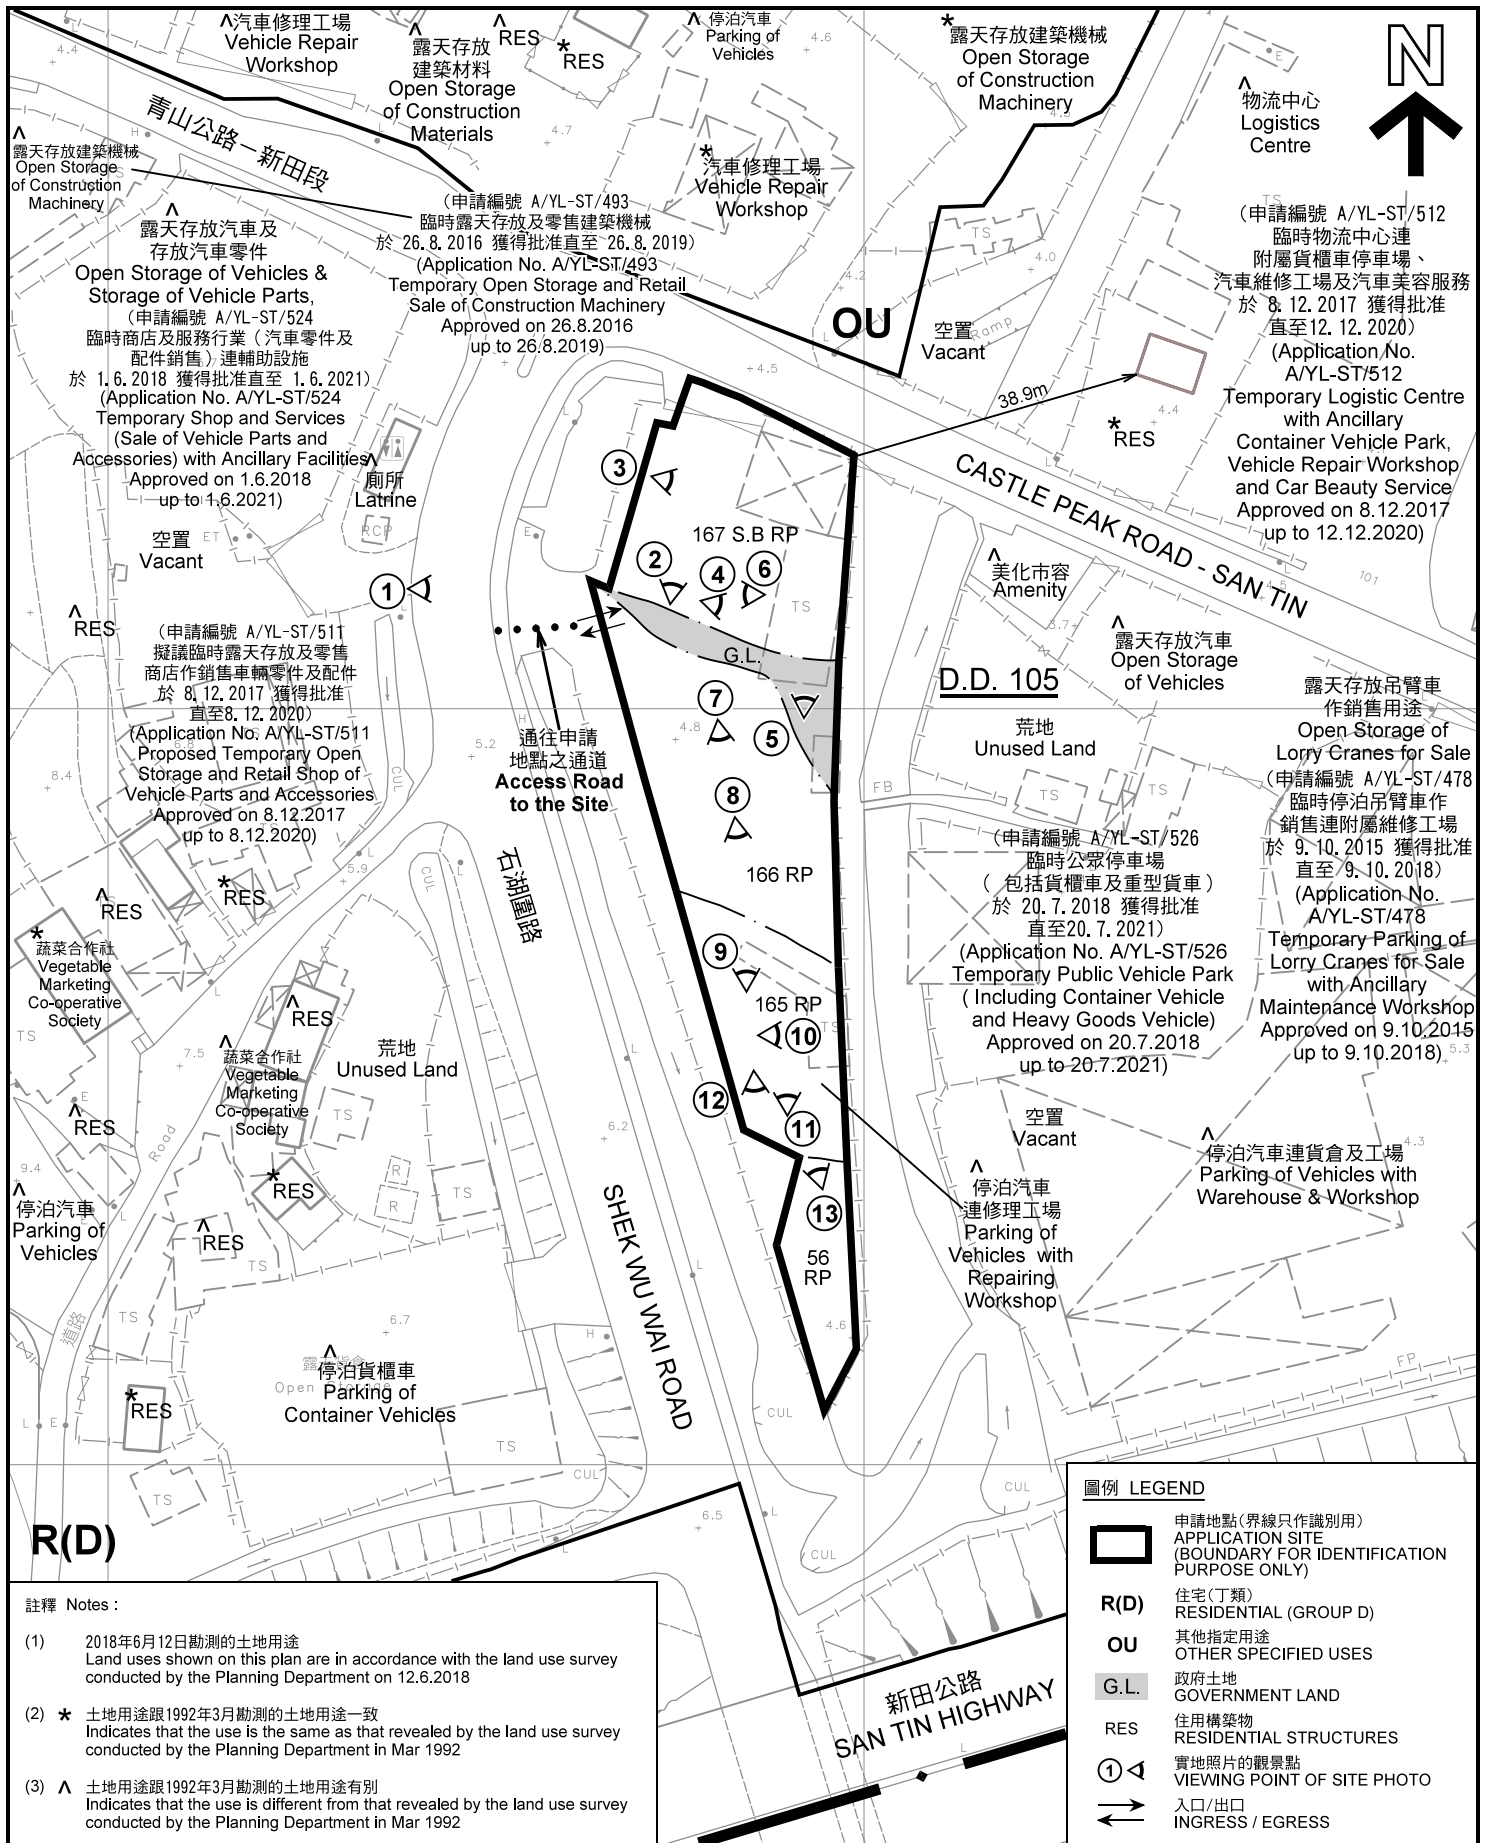 ^汽車修理工場
Vehicle Repair
Workshop
^
露天存放
建築材料
Open Storage
of Construction
Materials
^
RES
*
RES
^
停泊汽車
Parking of
Vehicles
*
露天存放建築機械
Open Storage
of Construction
Machinery
N
^
物流中心
Logistics
Centre
青山公路－新田段
^
露天存放建築機械
Open Storage
of Construction
Machinery
*
汽車修理工場
Vehicle Repair
Workshop
(申請編號 A/YL-ST/493
臨時露天存放及零售建築機械
於 26.8.2016 獲得批准直至 26.8.2019)
(Application No. A/YL-ST/493
Temporary Open Storage and Retail
Sale of Construction Machinery
Approved on 26.8.2016
up to 26.8.2019)
^
露天存放汽車及
存放汽車零件
Open Storage of Vehicles &
Storage of Vehicle Parts,
(申請編號 A/YL-ST/524
臨時商店及服務行業（汽車零件及
配件銷售）連輔助設施
於 1.6.2018 獲得批准直至 1.6.2021)
(Application No. A/YL-ST/524
Temporary Shop and Services
(Sale of Vehicle Parts and
Accessories) with Ancillary Facilities
Approved on 1.6.2018
up to 1.6.2021)
(申請編號 A/YL-ST/512
臨時物流中心連
附屬貨櫃車停車場、
汽車維修工場及汽車美容服務
於 8.12.2017 獲得批准
直至12.12.2020)
(Application No.
A/YL-ST/512
Temporary Logistic Centre
with Ancillary
Container Vehicle Park,
Vehicle Repair Workshop
and Car Beauty Service
Approved on 8.12.2017
up to 12.12.2020)
OU
空置
Vacant
Ramp
38.9m
*
RES
^
廁所
Latrine
RCP
空置
Vacant
CASTLE PEAK ROAD - SAN TIN
3
167 S.B RP
2
4
6
1
TS
G.L.
^
美化市容
Amenity
^
露天存放汽車
Open Storage
of Vehicles
D.D. 105
^
RES
(申請編號 A/YL-ST/511
擬議臨時露天存放及零售
商店作銷售車輛零件及配件
於 8.12.2017 獲得批准
直至8.12.2020)
(Application No. A/YL-ST/511
Proposed Temporary Open
Storage and Retail Shop of
Vehicle Parts and Accessories
Approved on 8.12.2017
up to 8.12.2020)
通往申請
地點之通道
Access Road
to the Site
7
5
8
166 RP
荒地
Unused Land
露天存放吊臂車
作銷售用途
Open Storage of
Lorry Cranes for Sale
(申請編號 A/YL-ST/478
臨時停泊吊臂車作
銷售連附屬維修工場
於 9.10.2015 獲得批准
直至 9.10.2018)
(Application No.
A/YL-ST/478
Temporary Parking of
Lorry Cranes for Sale
with Ancillary
Maintenance Workshop
Approved on 9.10.2015
up to 9.10.2018)
(申請編號 A/YL-ST/526
臨時公眾停車場
（ 包括貨櫃車及重型貨車）
於 20.7.2018 獲得批准
直至20.7.2021)
(Application No. A/YL-ST/526
Temporary Public Vehicle Park
( Including Container Vehicle
and Heavy Goods Vehicle)
Approved on 20.7.2018
up to 20.7.2021)
石湖圍路
*
RES
^
RES
*
蔬菜合作社
Vegetable
Marketing
Co-operative
Society
^
RES
^
蔬菜合作社
Vegetable
Marketing
Co-operative
Society
荒地
Unused Land
9
165 RP
10
12
11
13
56
RP
空置
Vacant
^
停泊汽車
連修理工場
Parking of
Vehicles with
Repairing
Workshop
^
停泊汽車連貨倉及工場
Parking of Vehicles with
Warehouse & Workshop
^
RES
*
RES
^
RES
^
停泊汽車
Parking of
Vehicles
Road
道路
SHEK WU WAI ROAD
^
停泊貨櫃車
Parking of
Container Vehicles
*
RES
R(D)
新田公路
SAN TIN HIGHWAY
註釋 Notes :
(1) 2018年6月12日勘測的土地用途
Land uses shown on this plan are in accordance with the land use survey
conducted by the Planning Department on 12.6.2018
(2) * 土地用途跟1992年3月勘測的土地用途一致
Indicates that the use is the same as that revealed by the land use survey
conducted by the Planning Department in Mar 1992
(3) ^ 土地用途跟1992年3月勘測的土地用途有別
Indicates that the use is different from that revealed by the land use survey
conducted by the Planning Department in Mar 1992
圖例 LEGEND
申請地點(界線只作識別用)
APPLICATION SITE
(BOUNDARY FOR IDENTIFICATION
PURPOSE ONLY)
R(D) 住宅(丁類)
RESIDENTIAL (GROUP D)
OU 其他指定用途
OTHER SPECIFIED USES
G.L. 政府土地
GOVERNMENT LAND
RES 住用構築物
RESIDENTIAL STRUCTURES
1 實地照片的觀景點
VIEWING POINT OF SITE PHOTO
入口/出口
INGRESS / EGRESS